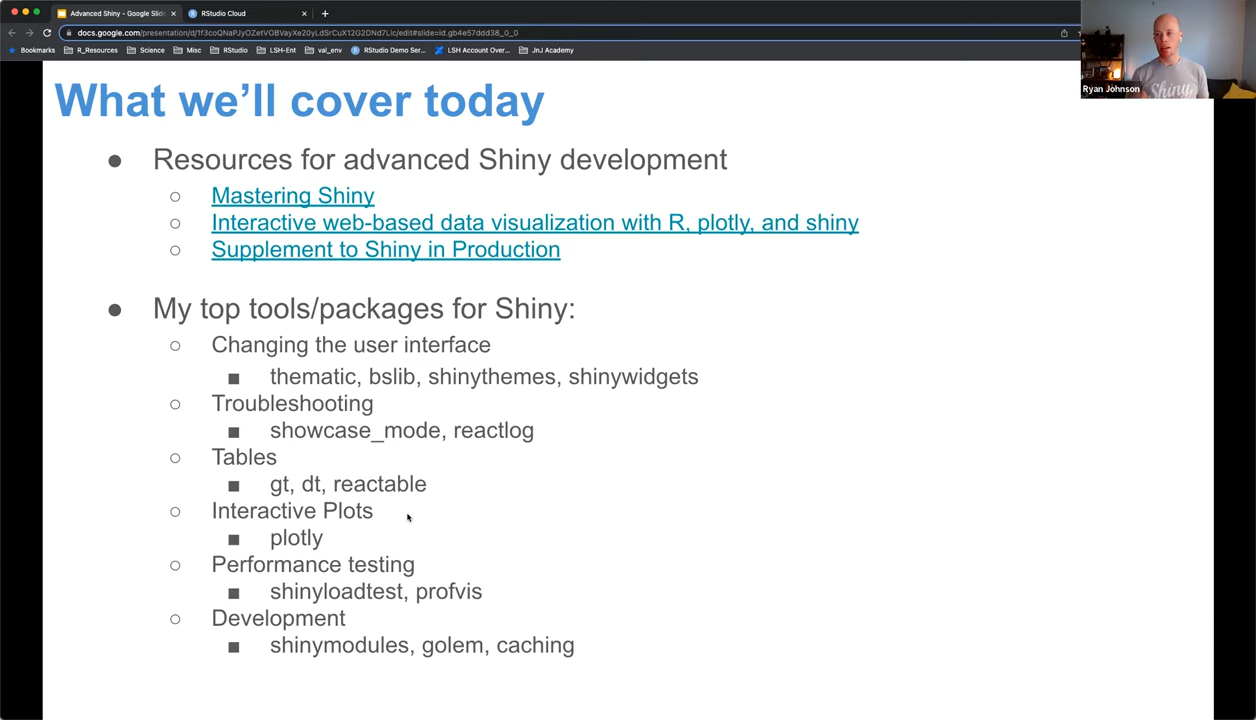 Advanced Shiny - Google Slide
RStudio Cloud
docs.google.com/presentation/d/1f3coQNaPJyOZetVOBVayXe20yLdSrCuX12G2DNd7Lic/edit#slide=id.gb4e57ddd38_0_0
Bookmarks R_Resources Science Misc RStudio LSH-Ent val_env RStudio Demo Ser... LSH Account Over... JnJ Academy
Shiny
Ryan Johnson
What we'll cover today
● Resources for advanced Shiny development
○ Mastering Shiny
○ Interactive web-based data visualization with R, plotly, and shiny
○ Supplement to Shiny in Production
● My top tools/packages for Shiny:
○ Changing the user interface
■ thematic, bslib, shinythemes, shinywidgets
○ Troubleshooting
■ showcase_mode, reactlog
○ Tables
■ gt, dt, reactable
○ Interactive Plots
■ plotly
○ Performance testing
■ shinyloadtest, profvis
○ Development
■ shinymodules, golem, caching